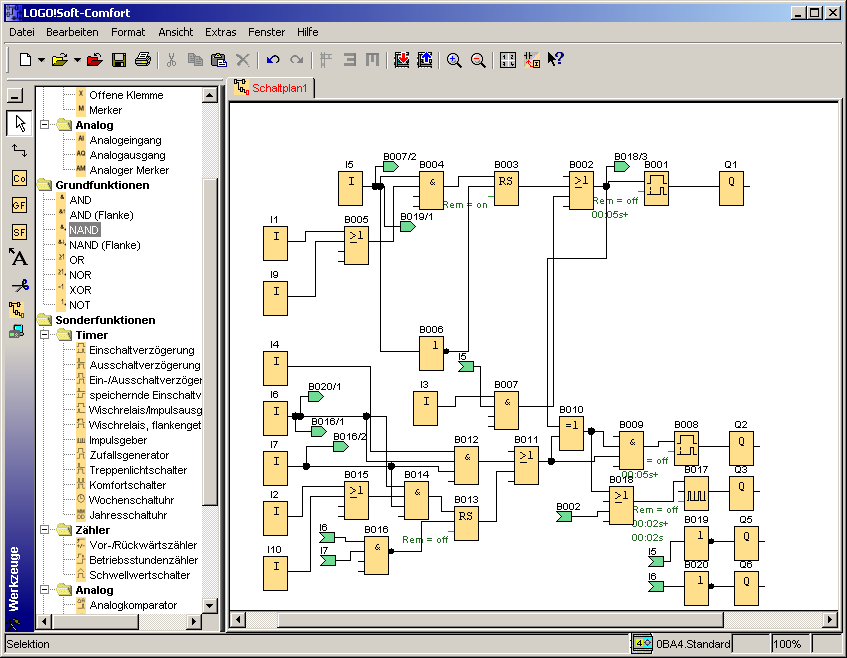 LOGO!Soft-Comfort
Datei Bearbeiten Format Ansicht Extras Fenster Hilfe
Schaltplan1
Offene Klemme
Merker
Analog
Analogeingang
Analogausgang
Analoger Merker
Grundfunktionen
AND
AND (Flanke)
NAND
NAND (Flanke)
OR
NOR
XOR
NOT
Sonderfunktionen
Timer
Einschaltverzögerung
Ausschaltverzögerung
Ein-/Ausschaltverzöger
speichernde Einschaltv
Wischrelais/Impulsausg
Wischrelais, flankenget
Impulsgeber
Zufallsgenerator
Treppenlichtschalter
Komfortschalter
Wochenschaltuhr
Jahresschaltuhr
Zähler
Vor-/Rückwärtszähler
Betriebsstundenzähler
Schwellwertschalter
Analog
Analogkomparator
Co
GF
SF
A
Werkzeuge
B007/2 B018/3
I5 B004 B003 B002 B001 Q1
I & RS ≥1 Q
Rem = on Rem = off
00:05s+
B019/1
I1 B005
I ≥1
I9
I
B006
1
I4 I5
I
I3 B007
I &
B020/1
I6
I
B016/1
B010
=1
B009 B008 Q2
& Q
= off
00:05s+
B016/2
I7 B012 B011
I & ≥1
B015 B014
≥1 &
I2 B013
I RS
Rem = off
B018 B017 Q3
≥1 Q
B002
Rem = off
00:02s+
00:02s
I6 B016
I7 &
I10
I
B019 Q5
1 Q
I5
B020 Q6
1 Q
I6
Selektion 0BA4.Standard 100%